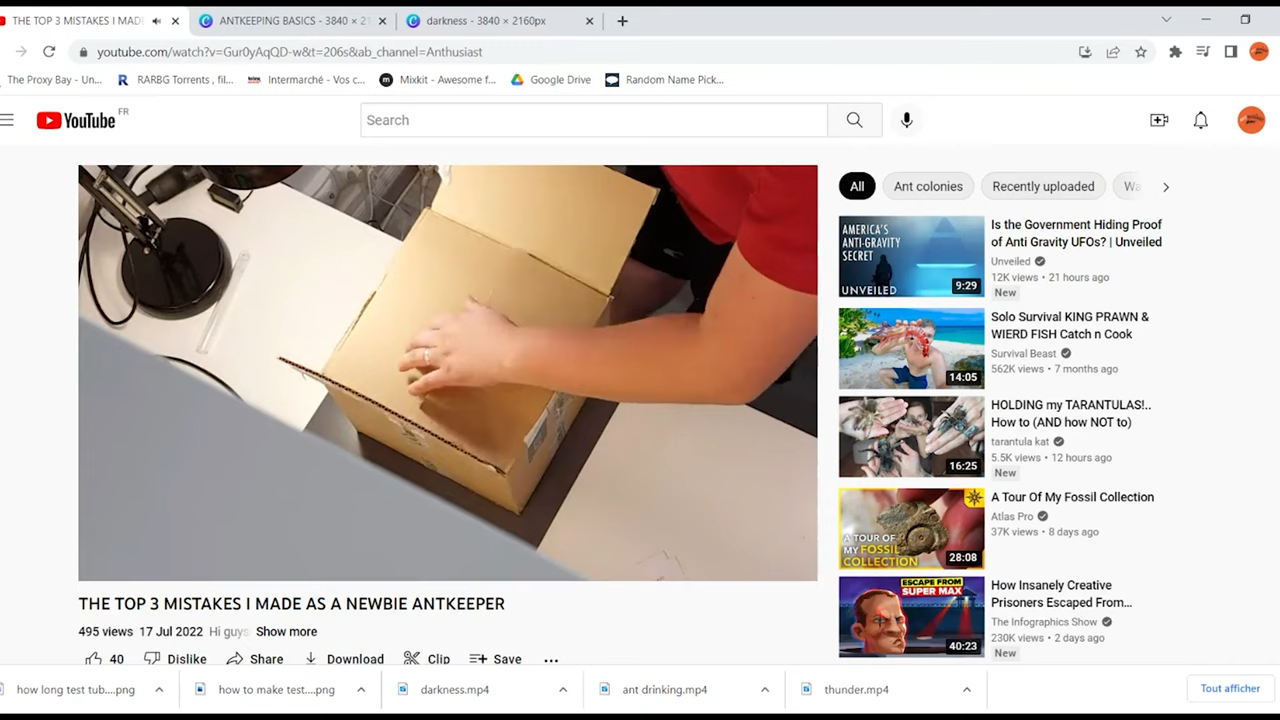 THE TOP 3 MISTAKES I MAD
ANTKEEPING BASICS - 3840 × 21
darkness - 3840 × 2160px
youtube.com/watch?v=Gur0yAqQD-w&t=206s&ab_channel=Anthusiast
The Proxy Bay - Un...
R RARBG Torrents , fil...
Intermarché - Vos c...
m Mixkit - Awesome f...
Google Drive
Random Name Pick...
YouTube FR
Search
All
Ant colonies
Recently uploaded
Wa
AMERICA'S
ANTI-GRAVITY
SECRET
UNVEILED
9:29
Is the Government Hiding Proof
of Anti Gravity UFOs? | Unveiled
Unveiled
12K views • 21 hours ago
New
14:05
Solo Survival KING PRAWN &
WIERD FISH Catch n Cook
Survival Beast
562K views • 7 months ago
16:25
HOLDING my TARANTULAS!..
How to (AND how NOT to)
tarantula kat
5.5K views • 12 hours ago
New
A TOUR OF
MY FOSSIL
COLLECTION
28:08
A Tour Of My Fossil Collection
Atlas Pro
37K views • 8 days ago
ESCAPE FROM
SUPER MAX
40:23
How Insanely Creative
Prisoners Escaped From...
The Infographics Show
230K views • 2 days ago
New
THE TOP 3 MISTAKES I MADE AS A NEWBIE ANTKEEPER
495 views 17 Jul 2022 Hi guys Show more
40 Dislike Share Download Clip Save ...
how long test tub....png
how to make test....png
darkness.mp4
ant drinking.mp4
thunder.mp4
Tout afficher